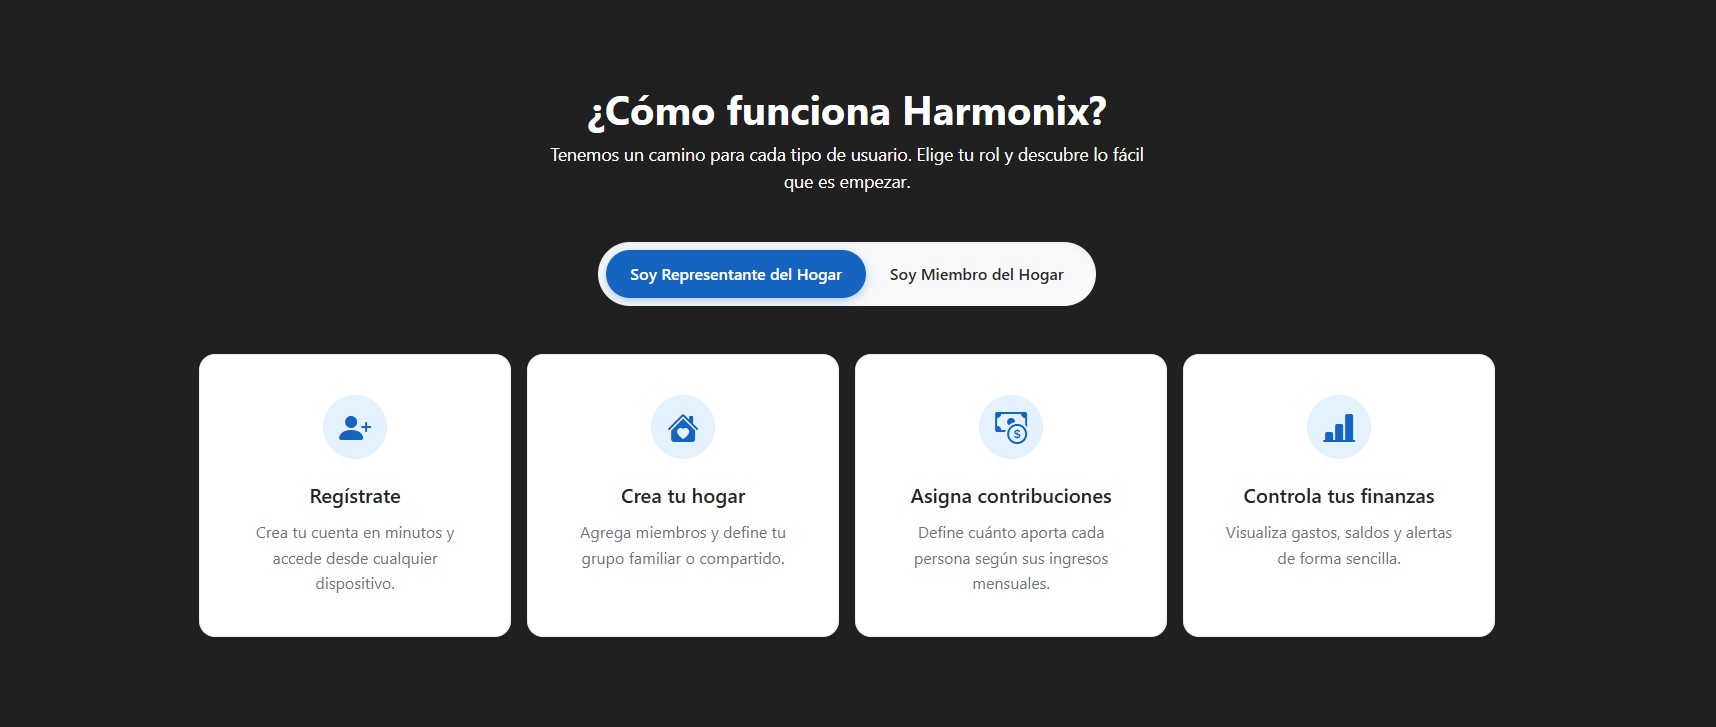 ¿Cómo funciona Harmonix?
Tenemos un camino para cada tipo de usuario. Elige tu rol y descubre lo fácil
que es empezar.
Soy Representante del Hogar
Soy Miembro del Hogar
Regístrate
Crea tu cuenta en minutos y
accede desde cualquier
dispositivo.
Crea tu hogar
Agrega miembros y define tu
grupo familiar o compartido.
$
Asigna contribuciones
Define cuánto aporta cada
persona según sus ingresos
mensuales.
Controla tus finanzas
Visualiza gastos, saldos y alertas
de forma sencilla.